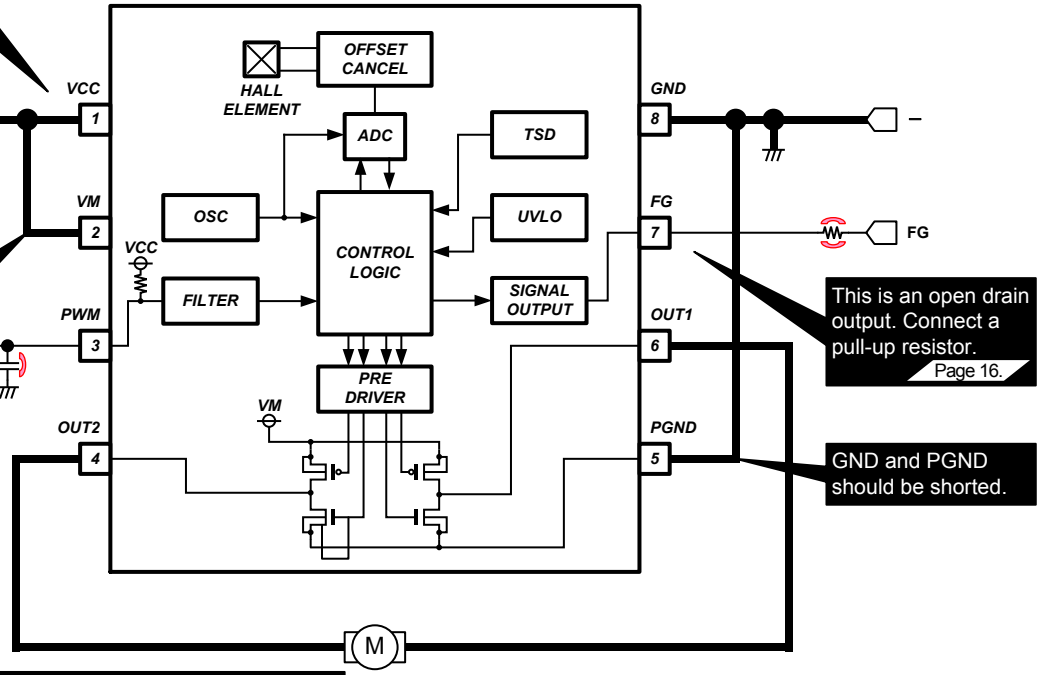 OFFSET
CANCEL
HALL
ELEMENT
VCC
1
GND
8
–
ADC
TSD
VM
2
OSC
UVLO
FG
7
FG
VCC
CONTROL
LOGIC
FILTER
SIGNAL
OUTPUT
This is an open drain
output. Connect a
pull-up resistor.
Page 16.
PWM
3
OUT1
6
PRE
DRIVER
VM
OUT2
4
PGND
5
GND and PGND
should be shorted.
M